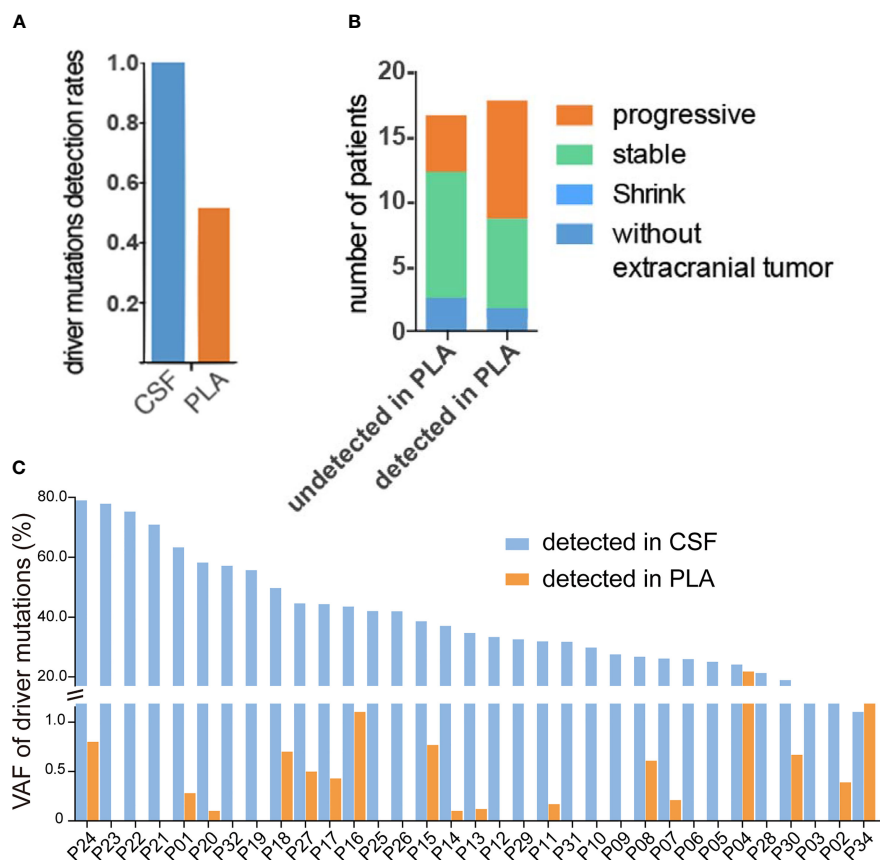 A
driver mutations detection rates
1.0
0.8
0.6
0.4
0.2
CSF
PLA
B
number of patients
20
15
10
5
0
undetected in PLA
detected in PLA
progressive
stable
Shrink
without
extracranial tumor
C
VAF of driver mutations (%)
80.0
60.0
40.0
20.0
1.0
0.5
0
detected in CSF
detected in PLA
P24
P23
P22
P21
P01
P20
P32
P19
P18
P27
P17
P16
P25
P26
P15
P14
P13
P12
P29
P11
P31
P10
P09
P08
P07
P06
P05
P04
P28
P30
P03
P02
P34